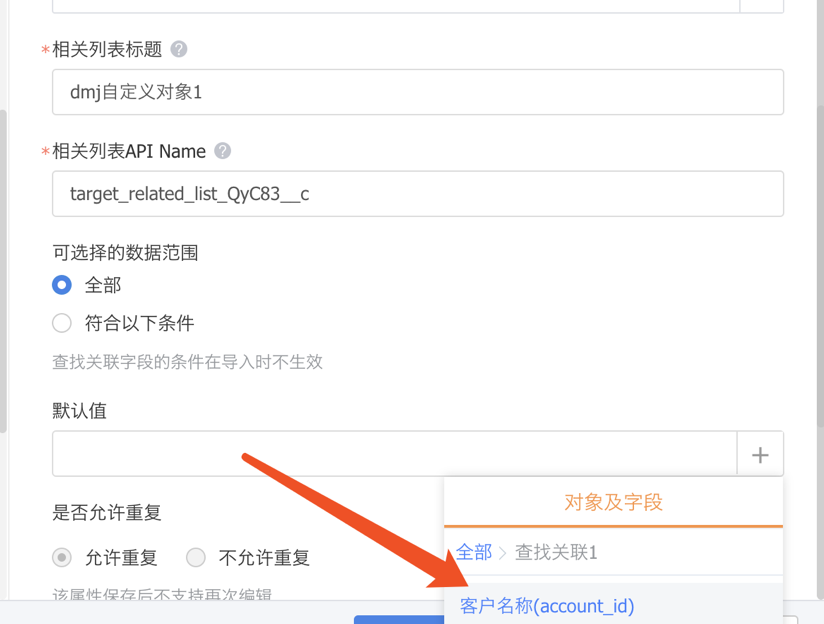 *相关列表标题 ?
dmj自定义对象1
*相关列表API Name ?
target_related_list_QyC83__c
可选择的数据范围
全部
符合以下条件
查找关联字段的条件在导入时不生效
默认值
+
是否允许重复
允许重复 不允许重复
该属性保存后不支持再次编辑
对象及字段
全部 > 查找关联1
客户名称(account_id)